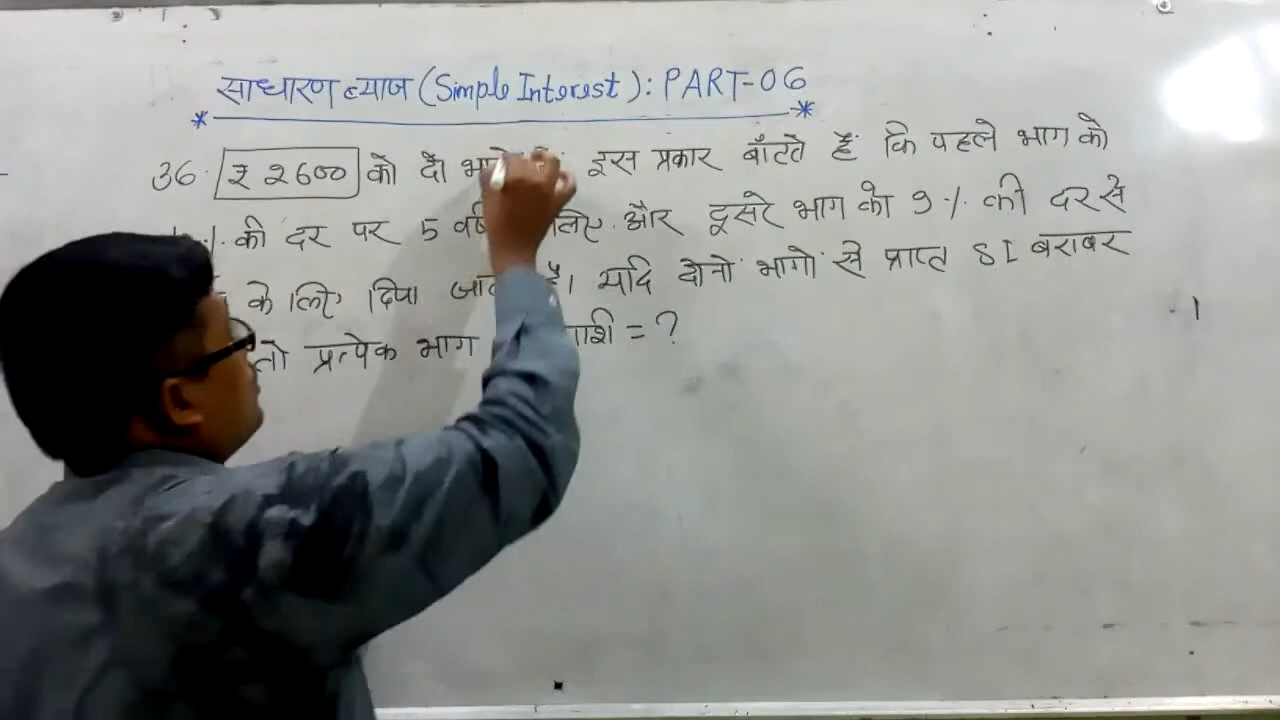 साधारण ब्याज (Simple Interest): PART-06
36. ₹ 2600 को दो इस प्रकार बाँटते हैं कि पहले भाग को
% की दर पर 5 और दूसरे भाग को 9% की दर से
के लिए दिया है। यदि दोनों भागों से प्राप्त SI बराबर
तो प्रत्येक भाग = ?